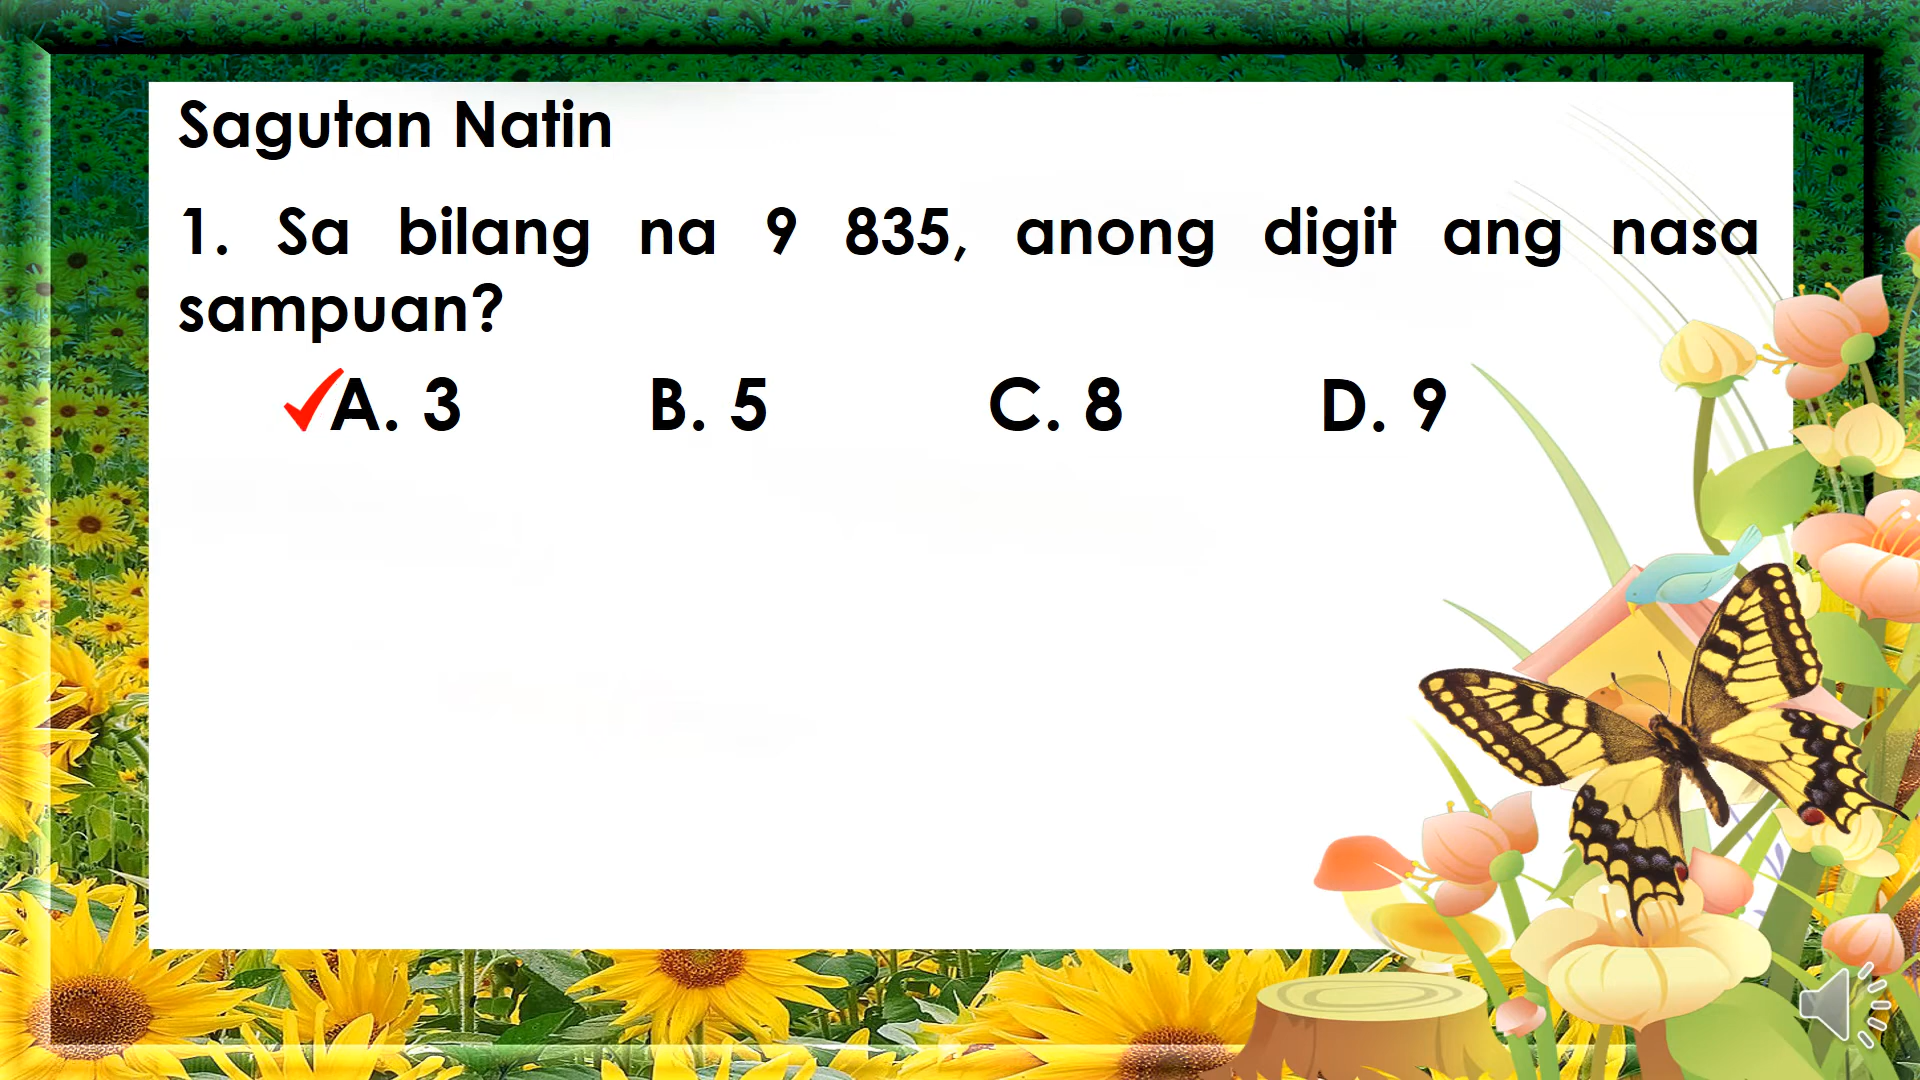 Sagutan Natin
1. Sa bilang na 9 835, anong digit ang nasa
sampuan?
A. 3 B. 5 C. 8 D. 9